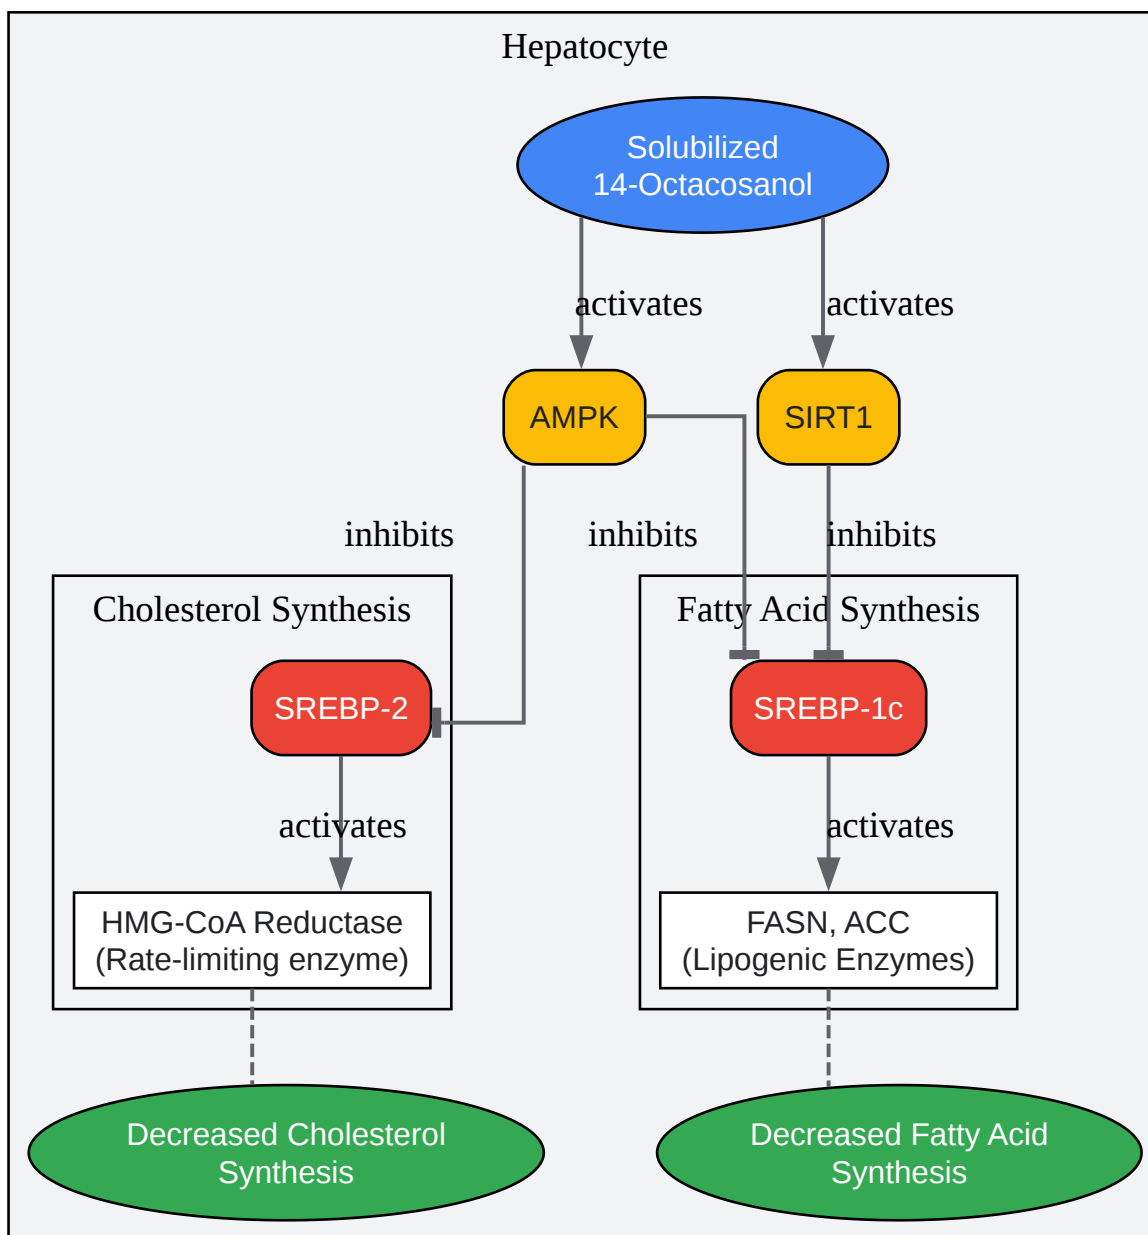 Hepatocyte
Solubilized
14-Octacosanol
activates
activates
AMPK
SIRT1
inhibits
inhibits
inhibits
Cholesterol Synthesis
Fatty Acid Synthesis
SREBP-2
SREBP-1c
activates
activates
HMG-CoA Reductase
(Rate-limiting enzyme)
FASN, ACC
(Lipogenic Enzymes)
Decreased Cholesterol
Synthesis
Decreased Fatty Acid
Synthesis